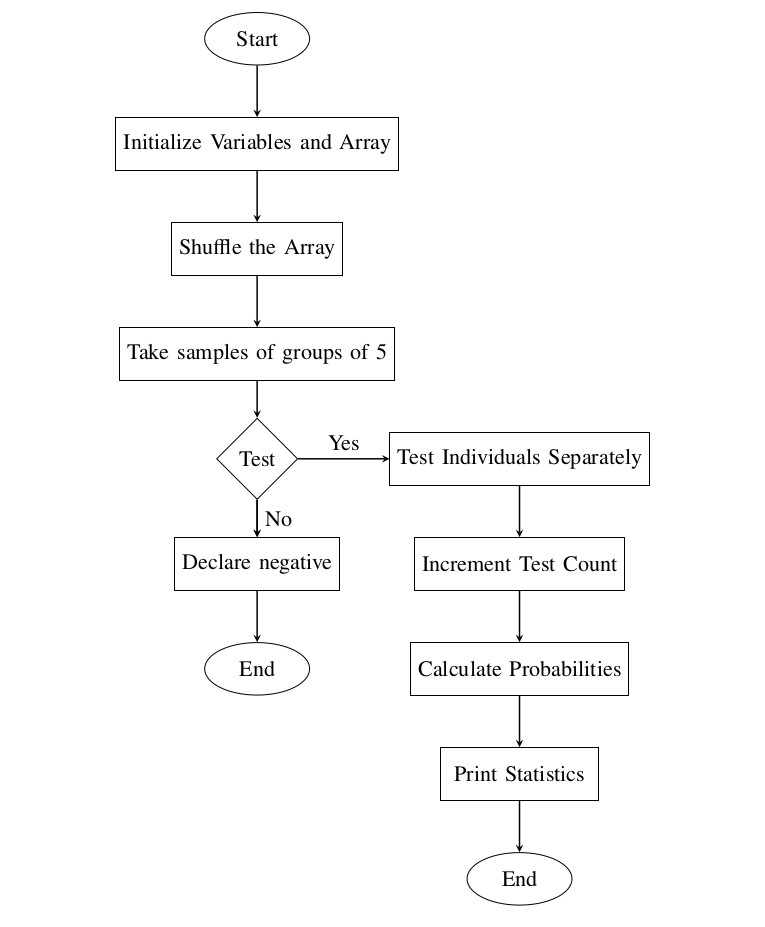 Start
Initialize Variables and Array
Shuffle the Array
Take samples of groups of 5
Test
Yes
Test Individuals Separately
No
Declare negative
Increment Test Count
End
Calculate Probabilities
Print Statistics
End